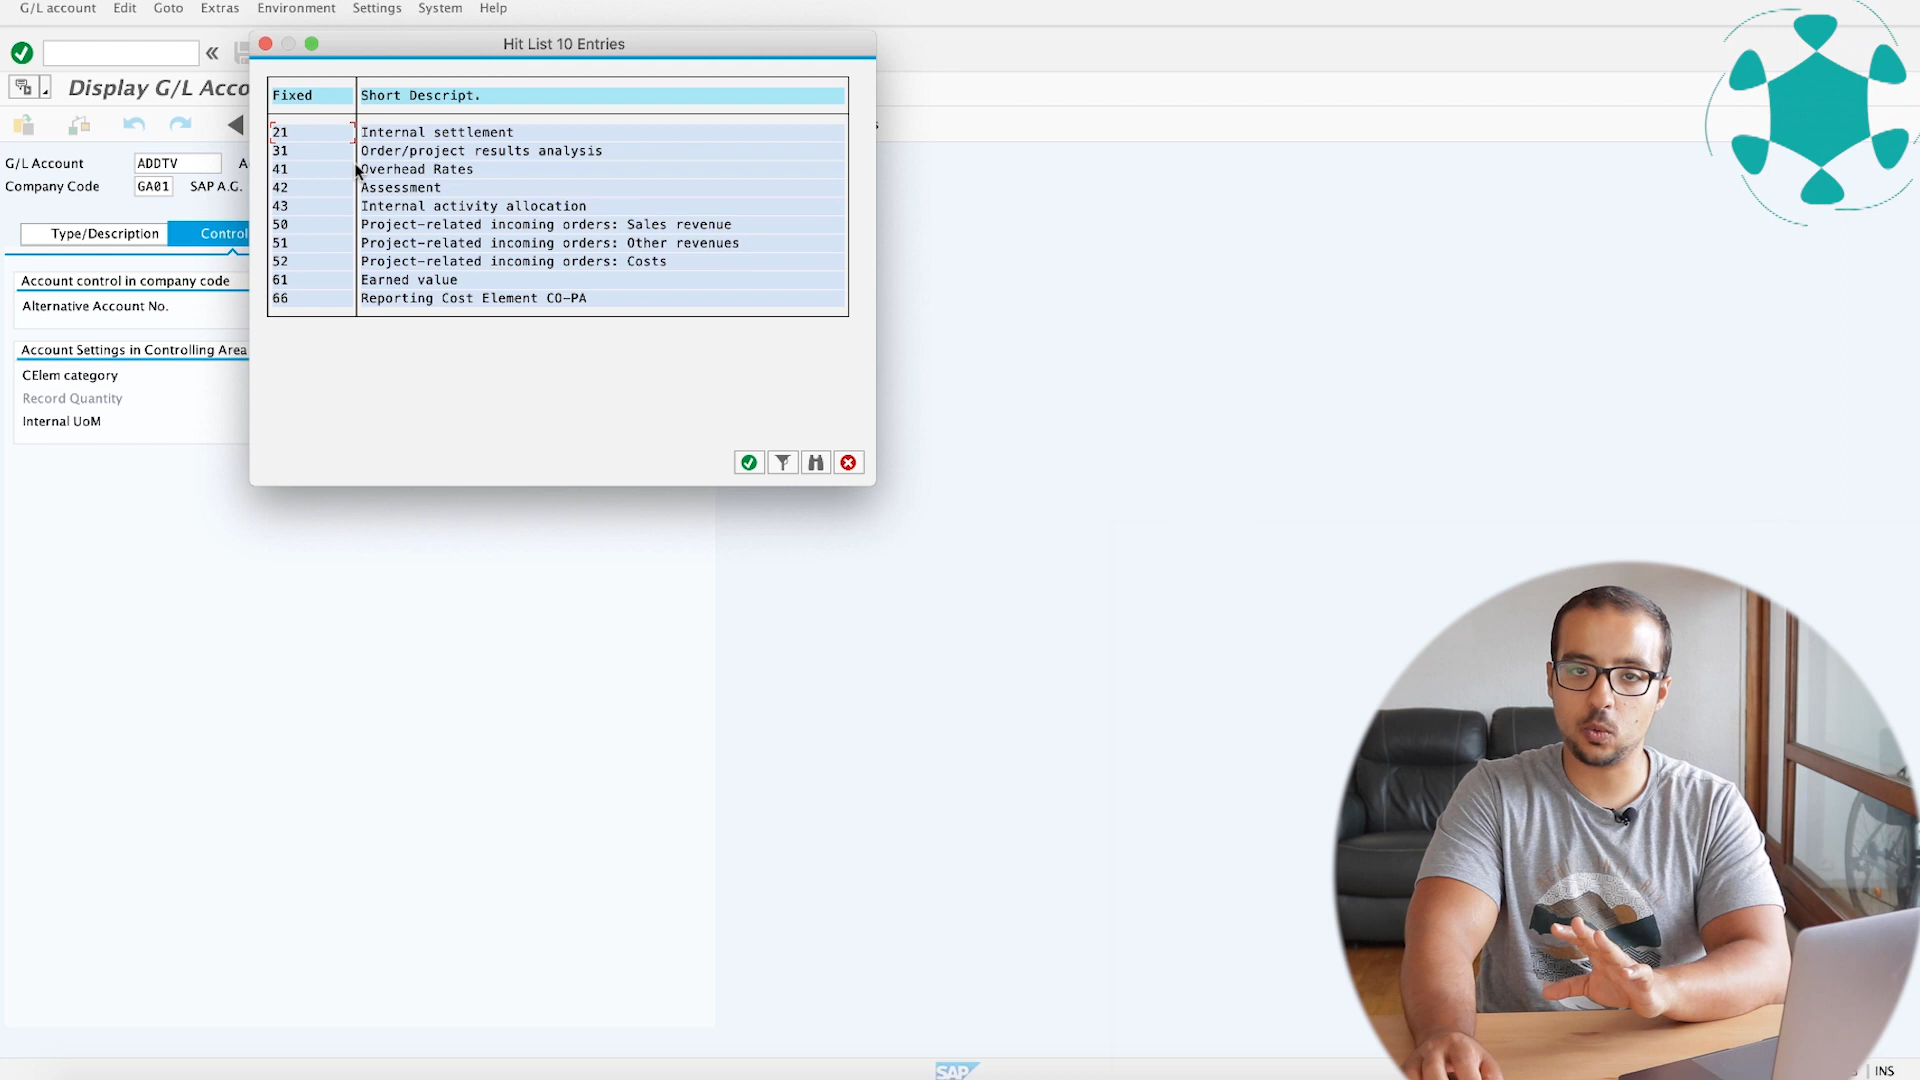 G/L account Edit Goto Extras Environment Settings System Help
Hit List 10 Entries
Display G/L Acco
Fixed Short Descript.
21 Internal settlement
31 Order/project results analysis
41 Overhead Rates
42 Assessment
43 Internal activity allocation
50 Project-related incoming orders: Sales revenue
51 Project-related incoming orders: Other revenues
52 Project-related incoming orders: Costs
61 Earned value
66 Reporting Cost Element CO-PA
G/L Account ADDTV A
Company Code GA01 SAP A.G.
Type/Description Control
Account control in company code
Alternative Account No.
Account Settings in Controlling Area
CElem category
Record Quantity
Internal UoM
SAP
INS